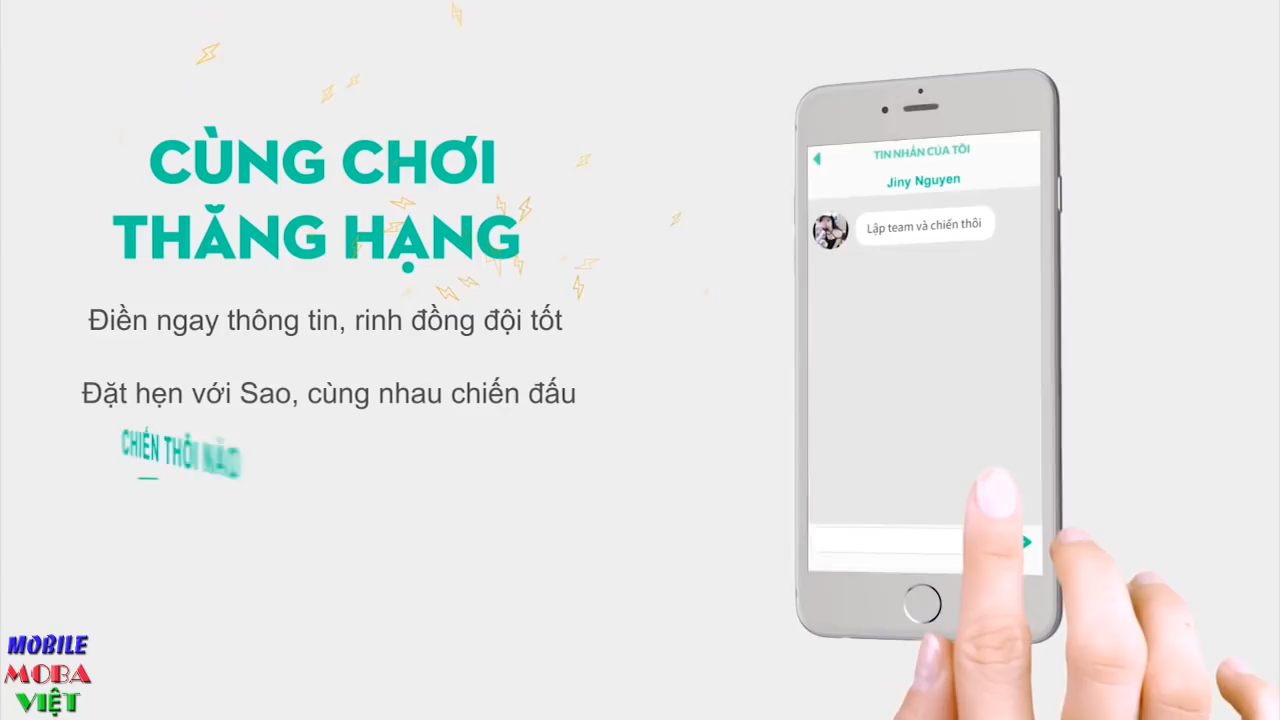 CÙNG CHƠI
THĂNG HẠNG
Điền ngay thông tin, rinh đồng đội tốt
Đặt hẹn với Sao, cùng nhau chiến đấu
CHIẾN THÔI NÀO
TIN NHẮN CỦA TÔI
Jiny Nguyen
Lập team và chiến thôi
MOBILE
MOBA
VIỆT